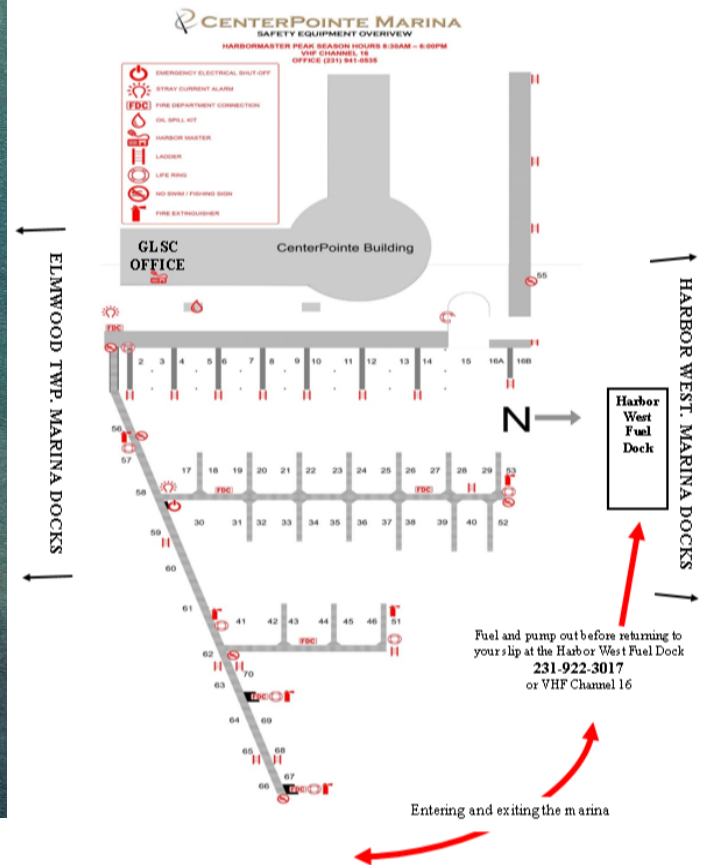 CENTERPOINTE MARINA
SAFETY EQUIPMENT OVERIVEW
HARBORMASTER PEAK SEASON HOURS 8:30AM – 6:00PM
VHF CHANNEL 16
OFFICE (231) 941-0535
EMERGENCY ELECTRICAL SHUT-OFF
STRAY CURRENT ALARM
FDC FIRE DEPARTMENT CONNECTION
OIL SPILL KIT
HARBOR MASTER
LADDER
LIFE RING
NO SWIM / FISHING SIGN
FIRE EXTINGUISHER
GLSC
OFFICE
CenterPointe Building
55
ELMWOOD TWP. MARINA DOCKS
HARBOR WEST. MARINA DOCKS
FDC
2 3 4 5 6 7 8 9 10 11 12 13 14 15 16A 16B
Harbor
West
Fuel
Dock
N
56
57
17 18 19 20 21 22 23 24 25 26 27 28 29 53
58
FDC FDC
30 31 32 33 34 35 36 37 38 39 40 52
59
60
61
41 42 43 44 45 46 51
FDC
62
70
63
FDC
64 69
65 68
66 67
FDC
Fuel and pump out before returning to
your slip at the Harbor West Fuel Dock
231-922-3017
or VHF Channel 16
Entering and exiting the marina